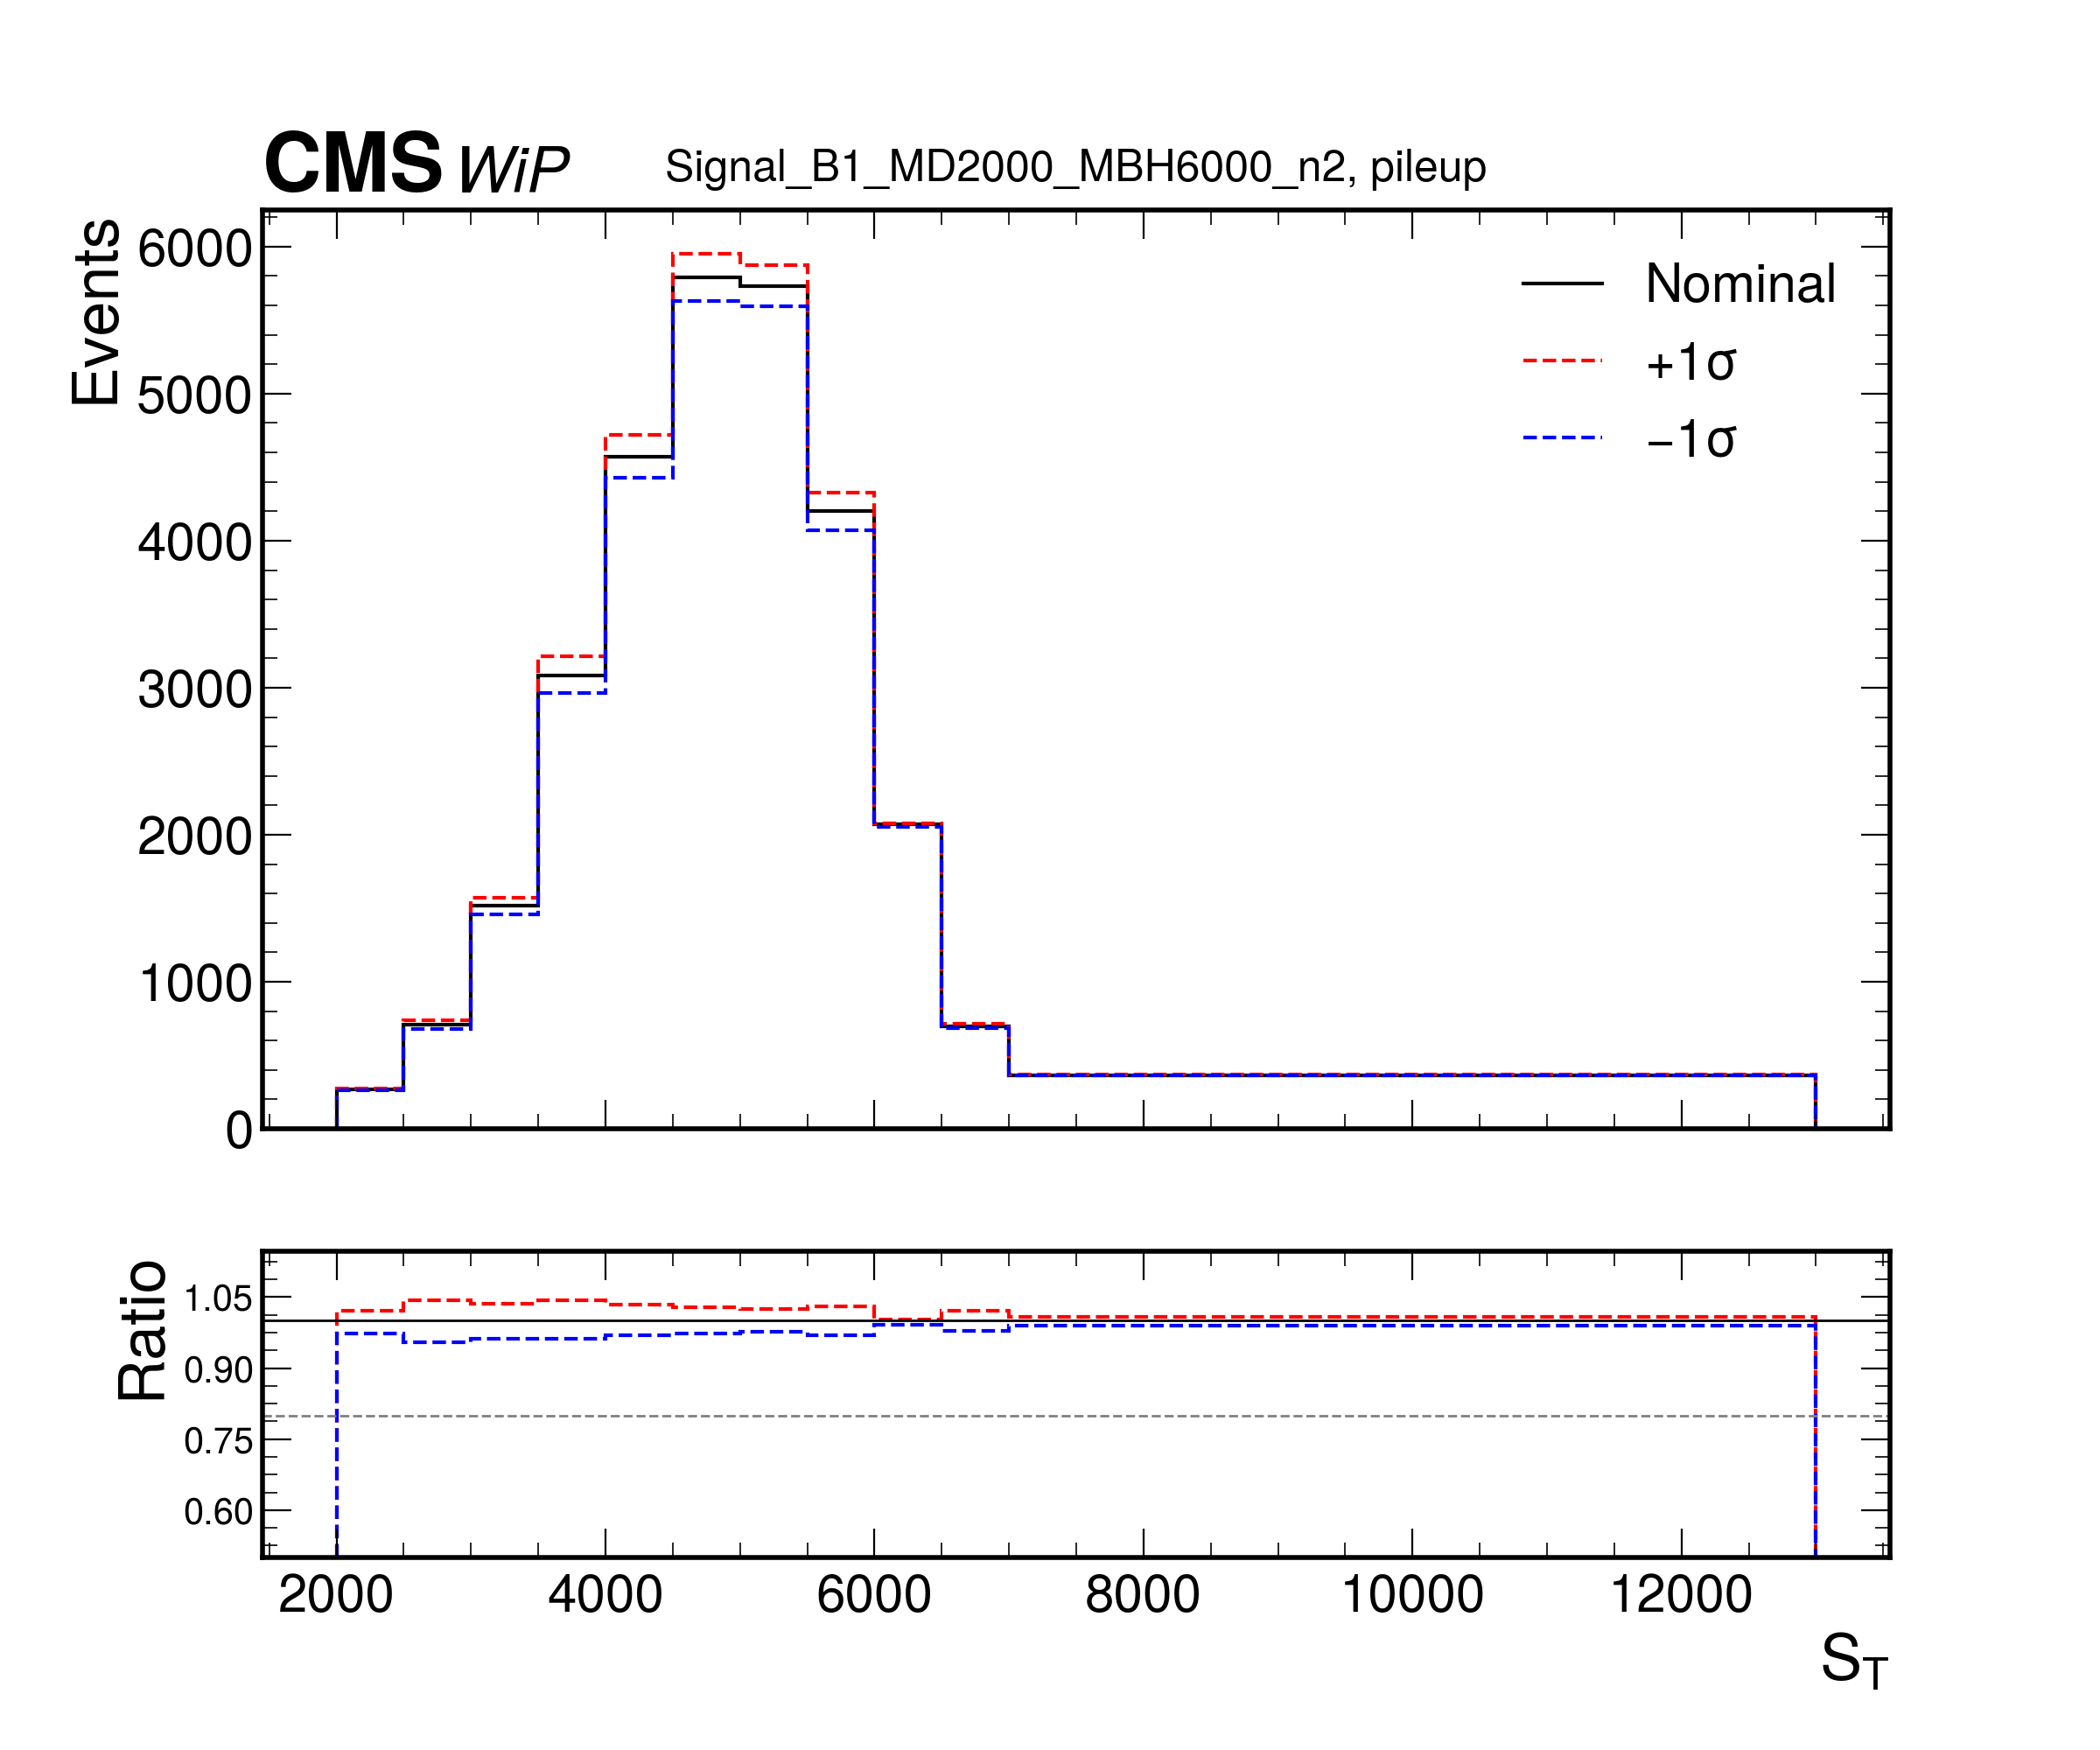 CMS WiP Signal_B1_MD2000_MBH6000_n2, pileup
Events
6000
5000
4000
3000
2000
1000
0
Nominal
+1σ
−1σ
Ratio
1.05
0.90
0.75
0.60
2000 4000 6000 8000 10000 12000
S_T